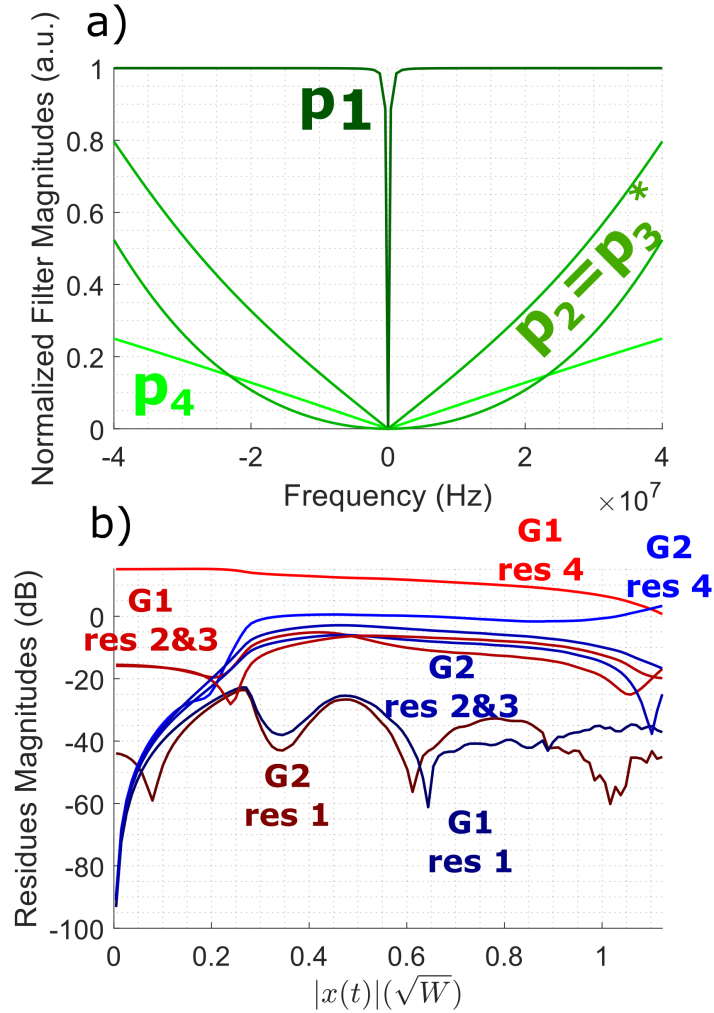 a)
Normalized Filter Magnitudes (a.u.)
1
0.8
0.6
0.4
0.2
0
p1
p2=p3*
p4
-4
-2
0
2
4
Frequency (Hz)
×10^7
b)
Residues Magnitudes (dB)
0
-20
-40
-60
-80
-100
G1
res 4
G2
res 4
G1
res 2&3
G2
res 2&3
G2
res 1
G1
res 1
0
0.2
0.4
0.6
0.8
1
|x(t)|(√W)